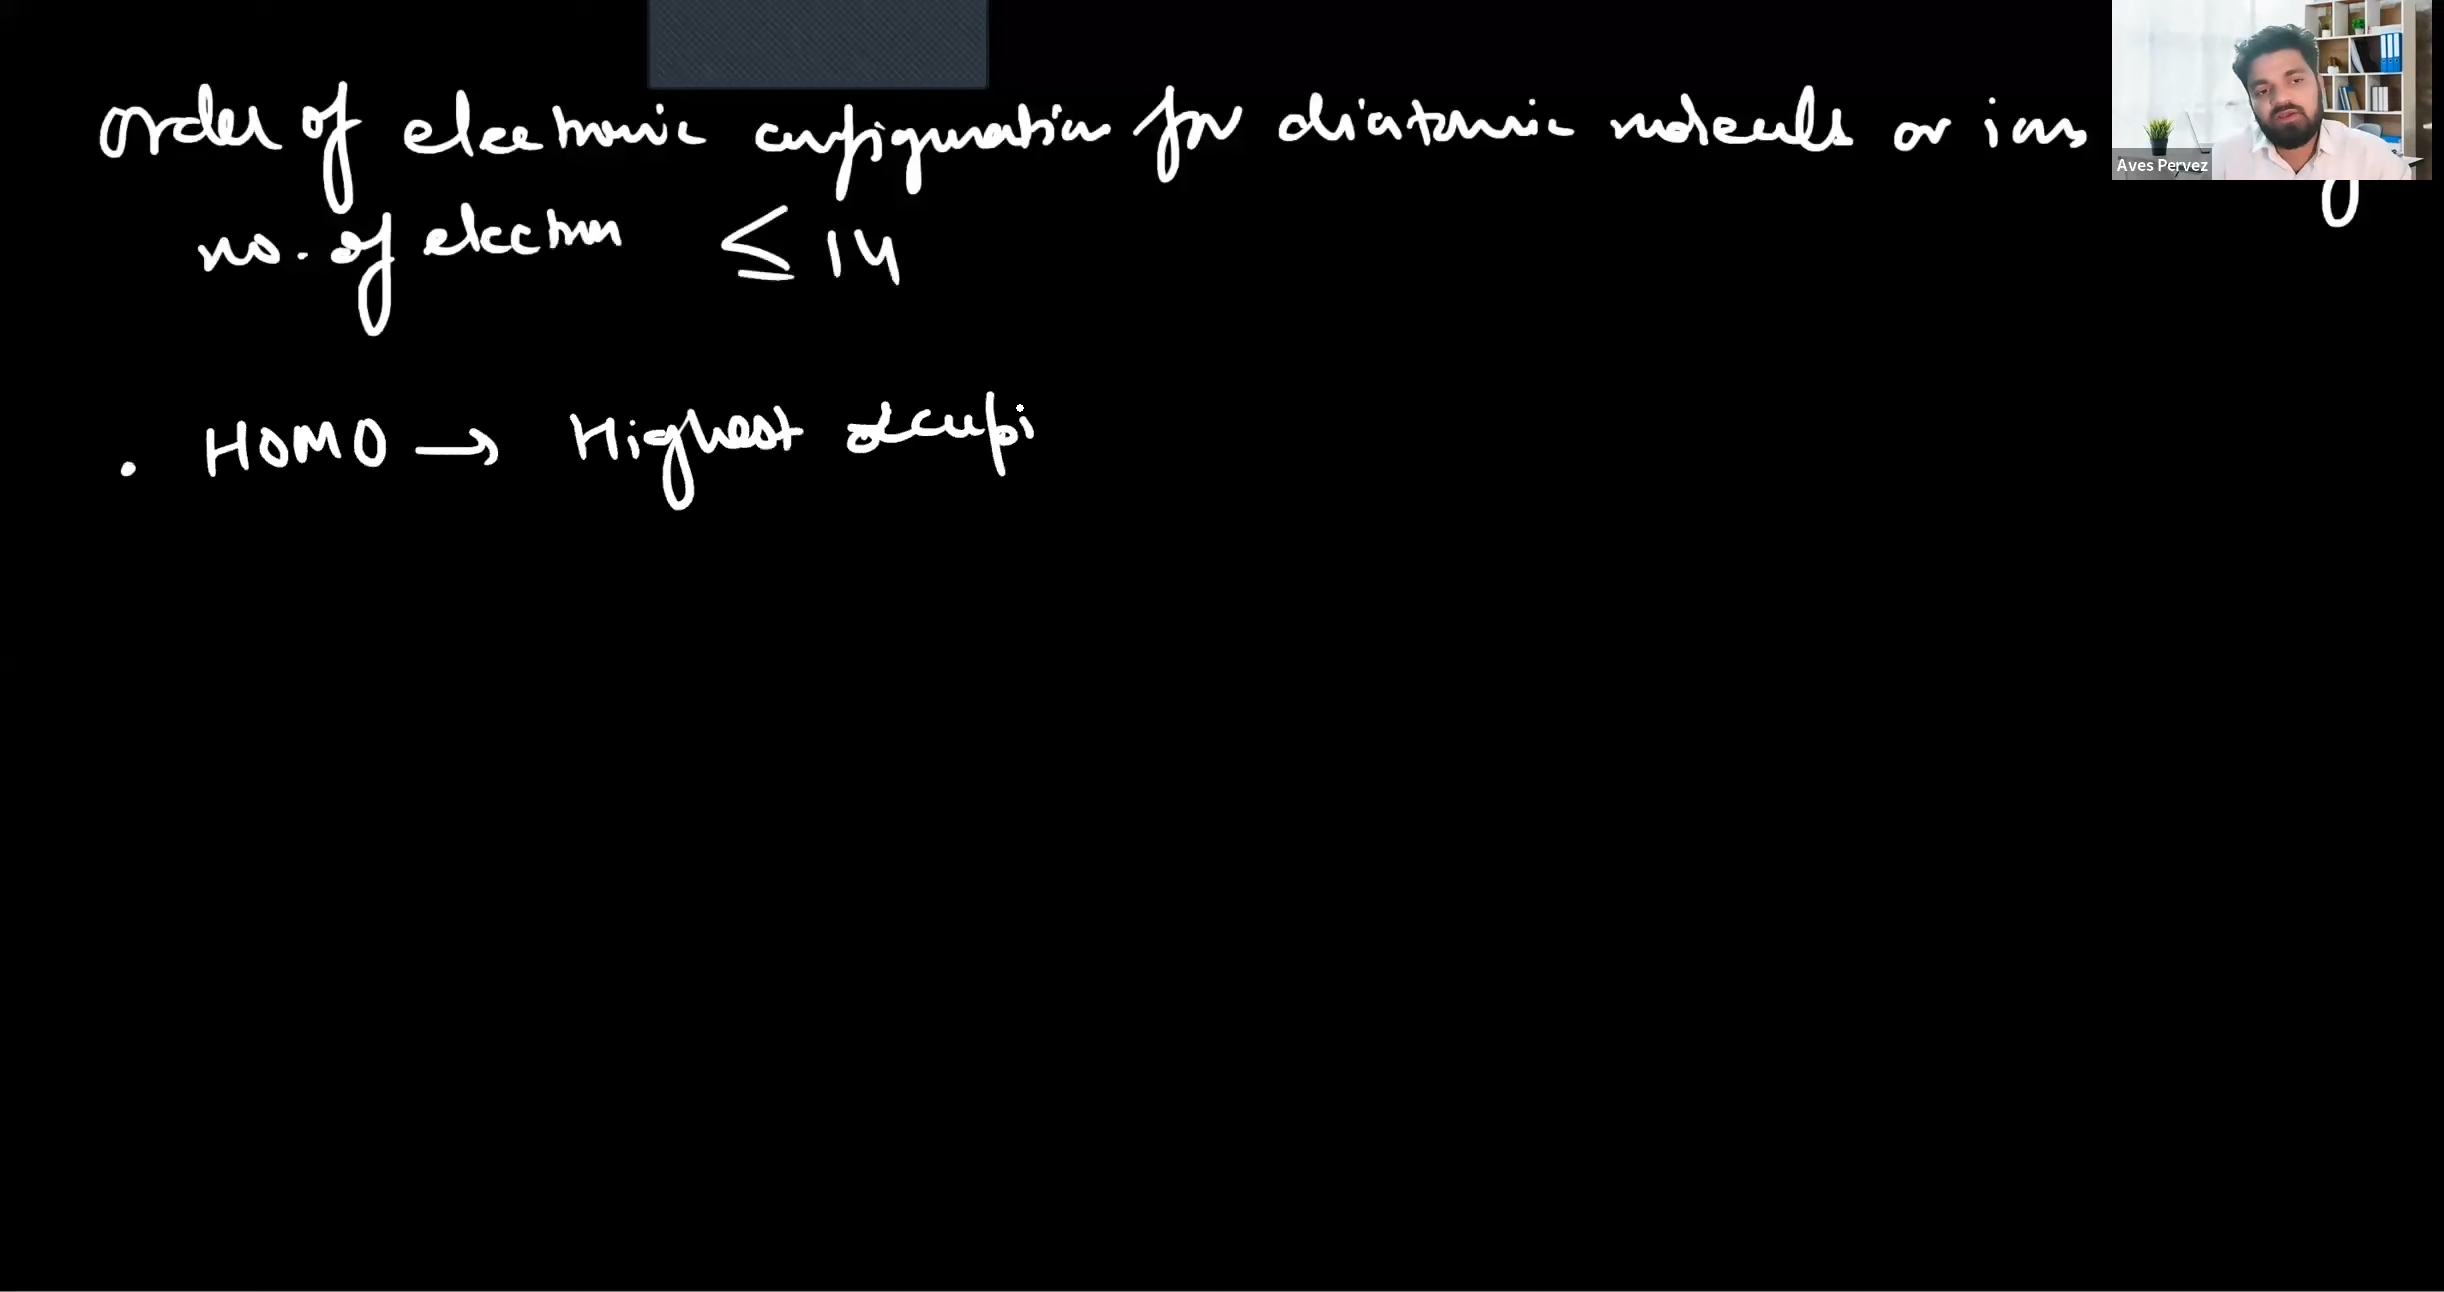 Order of electronic configuration for diatomic molecule or ions
no. of electron ≤ 14
. HOMO → Highest occupi
Aves Pervez